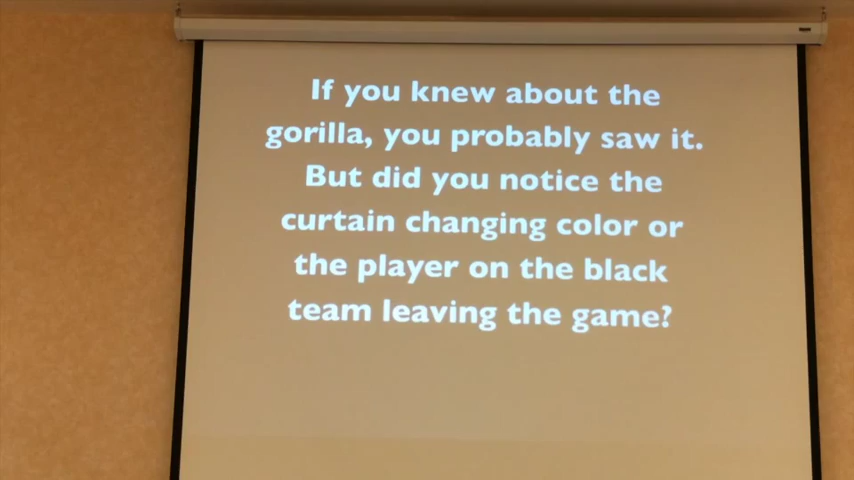 If you knew about the
gorilla, you probably saw it.
But did you notice the
curtain changing color or
the player on the black
team leaving the game?